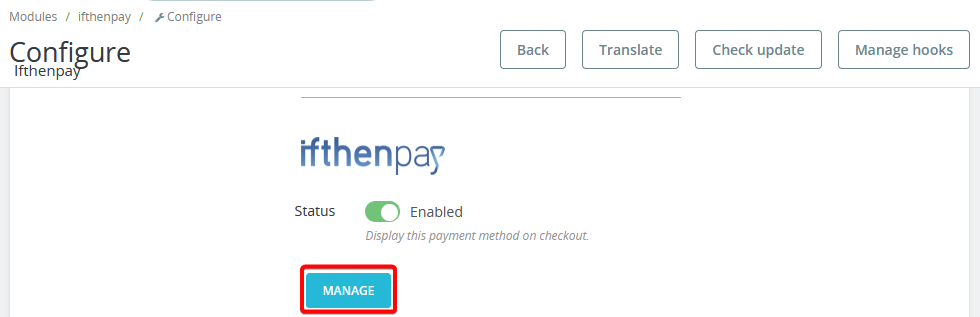 Modules / ifthenpay / Configure
Configure
Ifthenpay
Back Translate Check update Manage hooks
ifthenpay
Status Enabled
Display this payment method on checkout.
MANAGE